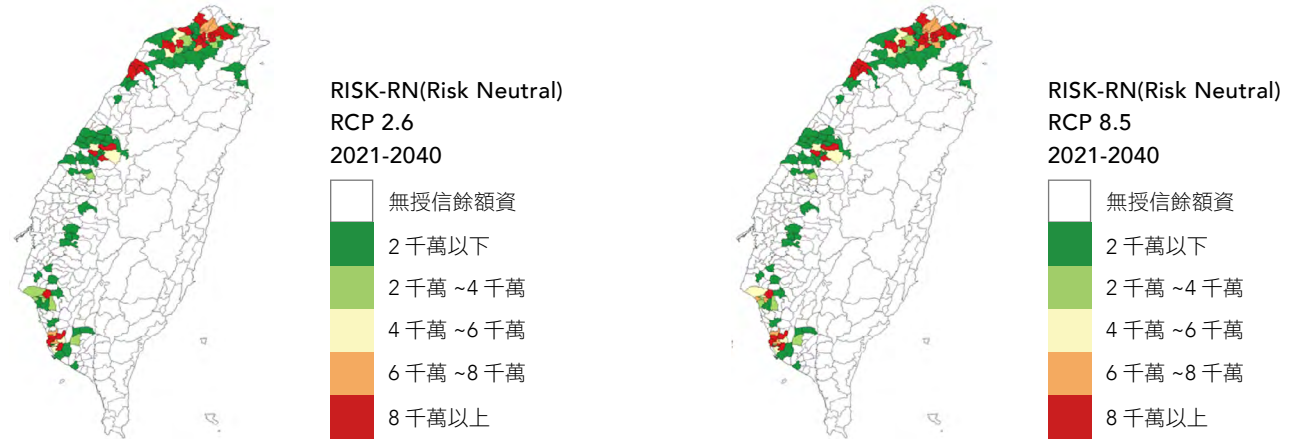 RISK-RN(Risk Neutral)
RCP 2.6
2021-2040
無授信餘額資
2 千萬以下
2 千萬 ~4 千萬
4 千萬 ~6 千萬
6 千萬 ~8 千萬
8 千萬以上
RISK-RN(Risk Neutral)
RCP 8.5
2021-2040
無授信餘額資
2 千萬以下
2 千萬 ~4 千萬
4 千萬 ~6 千萬
6 千萬 ~8 千萬
8 千萬以上